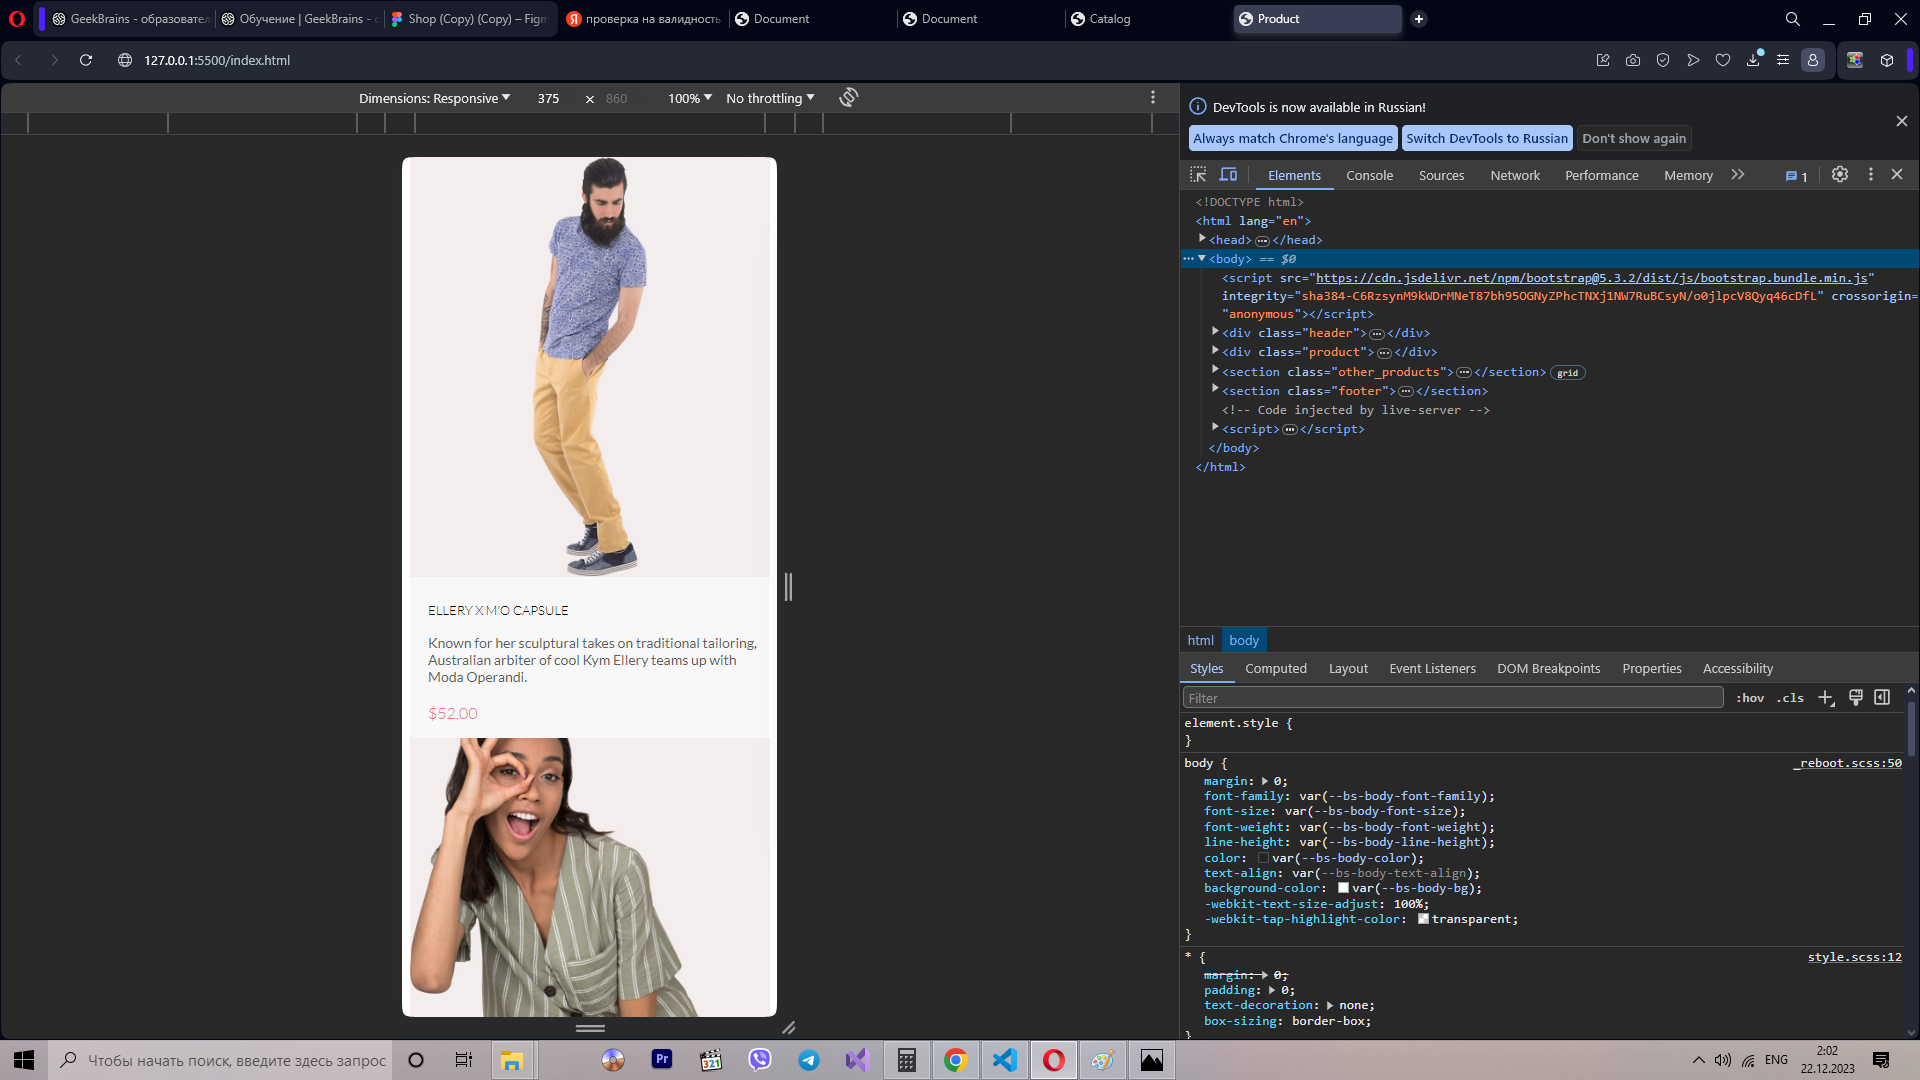 GeekBrains - образовател
Обучение | GeekBrains - с
Shop (Copy) (Copy) – Figm
проверка на валидность
Document
Document
Catalog
Product
127.0.0.1:5500/index.html
Dimensions: Responsive
375
×
860
100%
No throttling
DevTools is now available in Russian!
Always match Chrome's language
Switch DevTools to Russian
Don't show again
Elements
Console
Sources
Network
Performance
Memory
1
<!DOCTYPE html>
<html lang="en">
<head>
</head>
<body> == $0
<script src="https://cdn.jsdelivr.net/npm/bootstrap@5.3.2/dist/js/bootstrap.bundle.min.js"
integrity="sha384-C6RzsynM9kWDrMNeT87bh95OGNyZPhcTNXj1NW7RuBCsyN/o0jlpcV8Qyq46cDfL" crossorigin=
"anonymous"></script>
<div class="header"> </div>
<div class="product"> </div>
<section class="other_products"> </section> grid
<section class="footer"> </section>
<!-- Code injected by live-server -->
<script> </script>
</body>
</html>
ELLERY X M'O CAPSULE
Known for her sculptural takes on traditional tailoring,
Australian arbiter of cool Kym Ellery teams up with
Moda Operandi.
$52.00
html
body
Styles
Computed
Layout
Event Listeners
DOM Breakpoints
Properties
Accessibility
Filter
:hov
.cls
element.style {
}
body {
_reboot.scss:50
margin: 0;
font-family: var(--bs-body-font-family);
font-size: var(--bs-body-font-size);
font-weight: var(--bs-body-font-weight);
line-height: var(--bs-body-line-height);
color: var(--bs-body-color);
text-align: var(--bs-body-text-align);
background-color: var(--bs-body-bg);
-webkit-text-size-adjust: 100%;
-webkit-tap-highlight-color: transparent;
}
* {
style.scss:12
margin: 0;
padding: 0;
text-decoration: none;
box-sizing: border-box;
}
Чтобы начать поиск, введите здесь запрос
Pr
321
ENG
2:02
22.12.2023